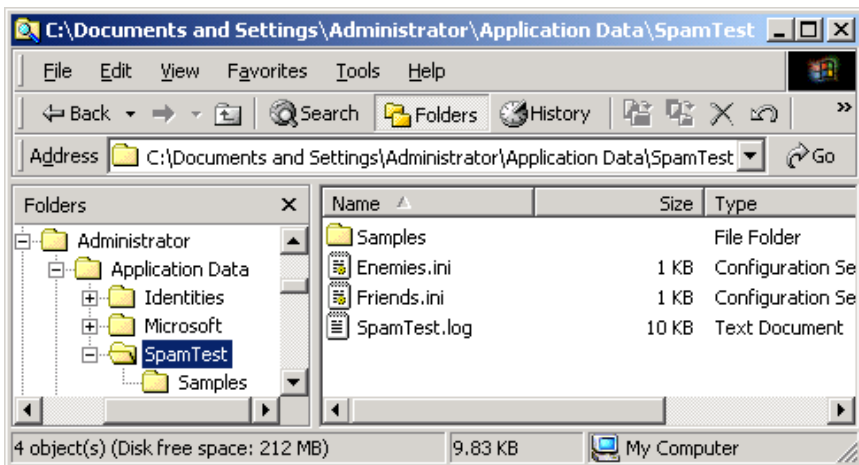 C:\Documents and Settings\Administrator\Application Data\SpamTest
File Edit View Favorites Tools Help
Back Search Folders History »
Address C:\Documents and Settings\Administrator\Application Data\SpamTest Go
Folders x Name Size Type
Administrator Samples File Folder
Application Data Enemies.ini 1 KB Configuration Se
Identities Friends.ini 1 KB Configuration Se
Microsoft SpamTest.log 10 KB Text Document
SpamTest
Samples
4 object(s) (Disk free space: 212 MB) 9.83 KB My Computer